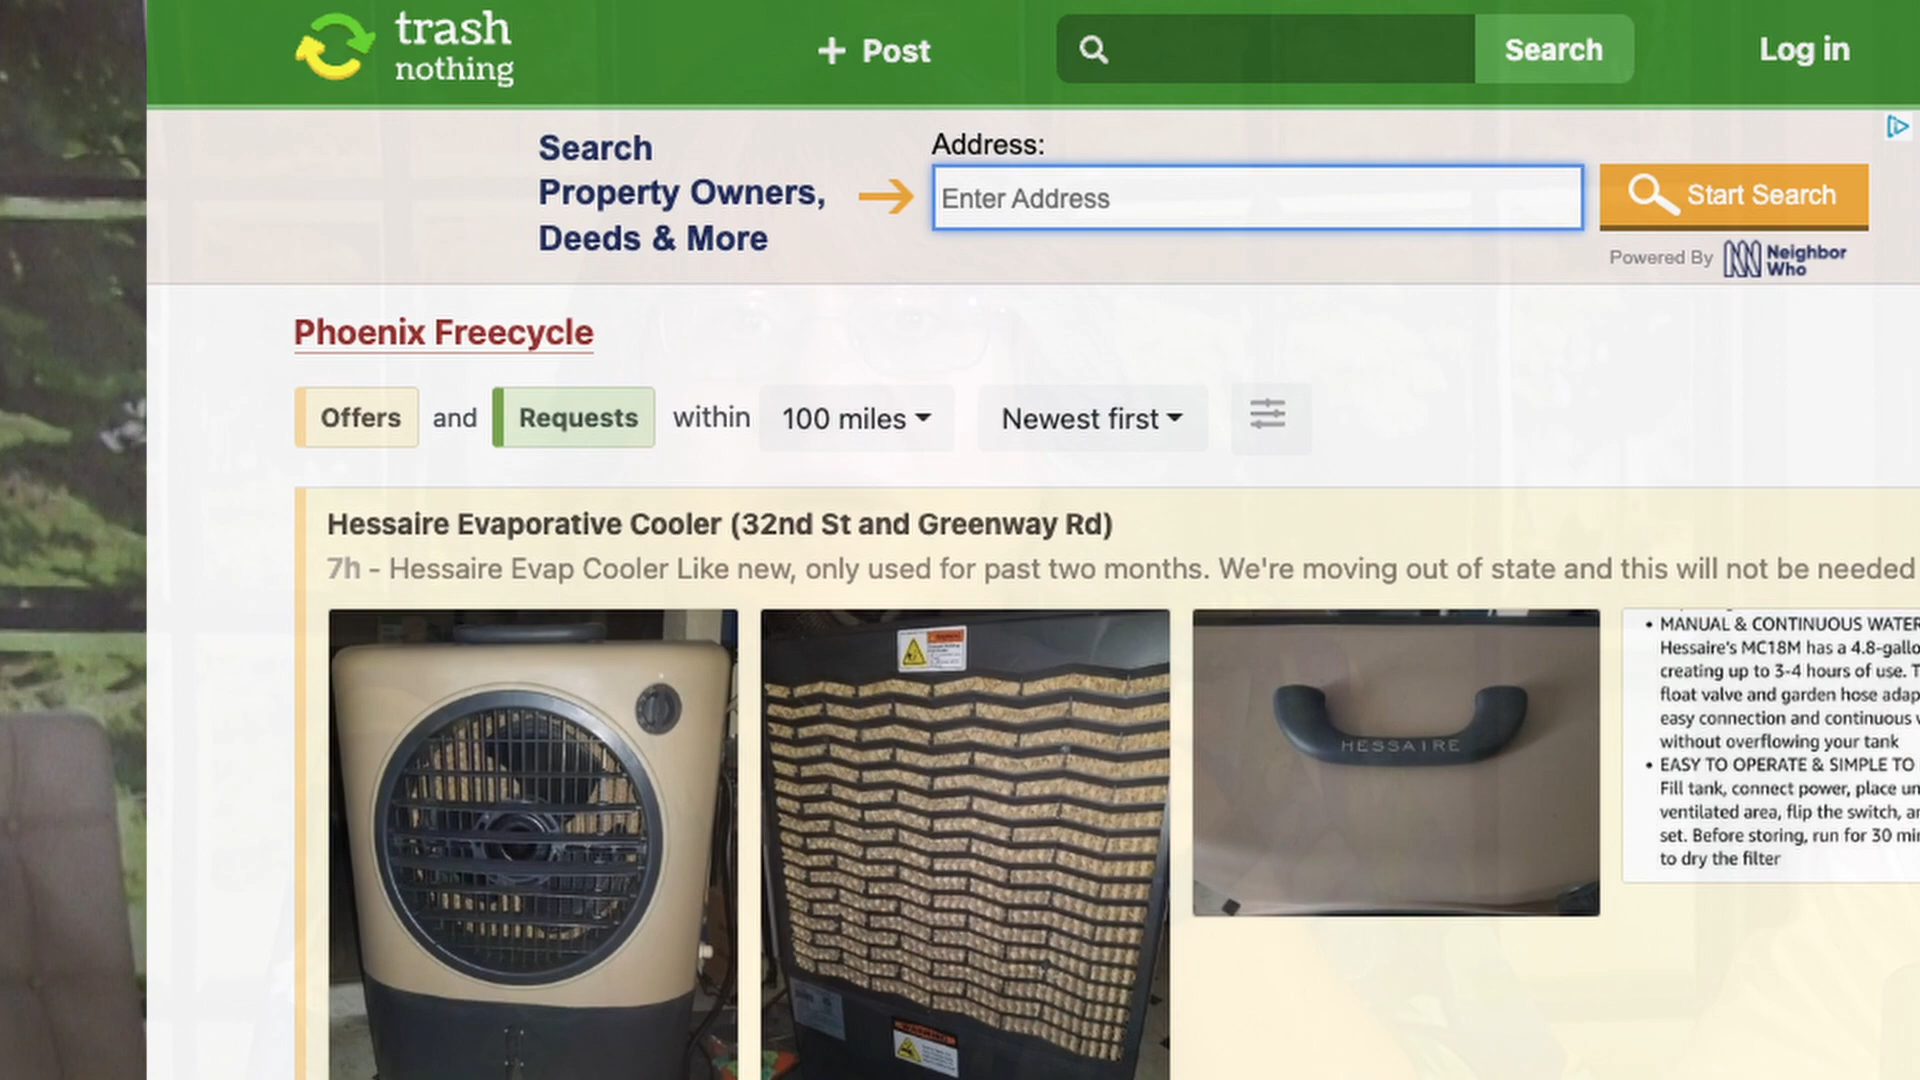 trash
nothing
+ Post
Search
Log in
Search
Property Owners,
Deeds & More
Address:
Enter Address
Start Search
Powered By Neighbor
Who
Phoenix Freecycle
Offers and Requests within 100 miles Newest first
Hessaire Evaporative Cooler (32nd St and Greenway Rd)
7h - Hessaire Evap Cooler Like new, only used for past two months. We're moving out of state and this will not be needed
HESSAIRE
• MANUAL & CONTINUOUS WATER
Hessaire's MC18M has a 4.8-gallo
creating up to 3-4 hours of use. T
float valve and garden hose adap
easy connection and continuous
without overflowing your tank
• EASY TO OPERATE & SIMPLE TO
Fill tank, connect power, place un
ventilated area, flip the switch, an
set. Before storing, run for 30 min
to dry the filter
WARNING